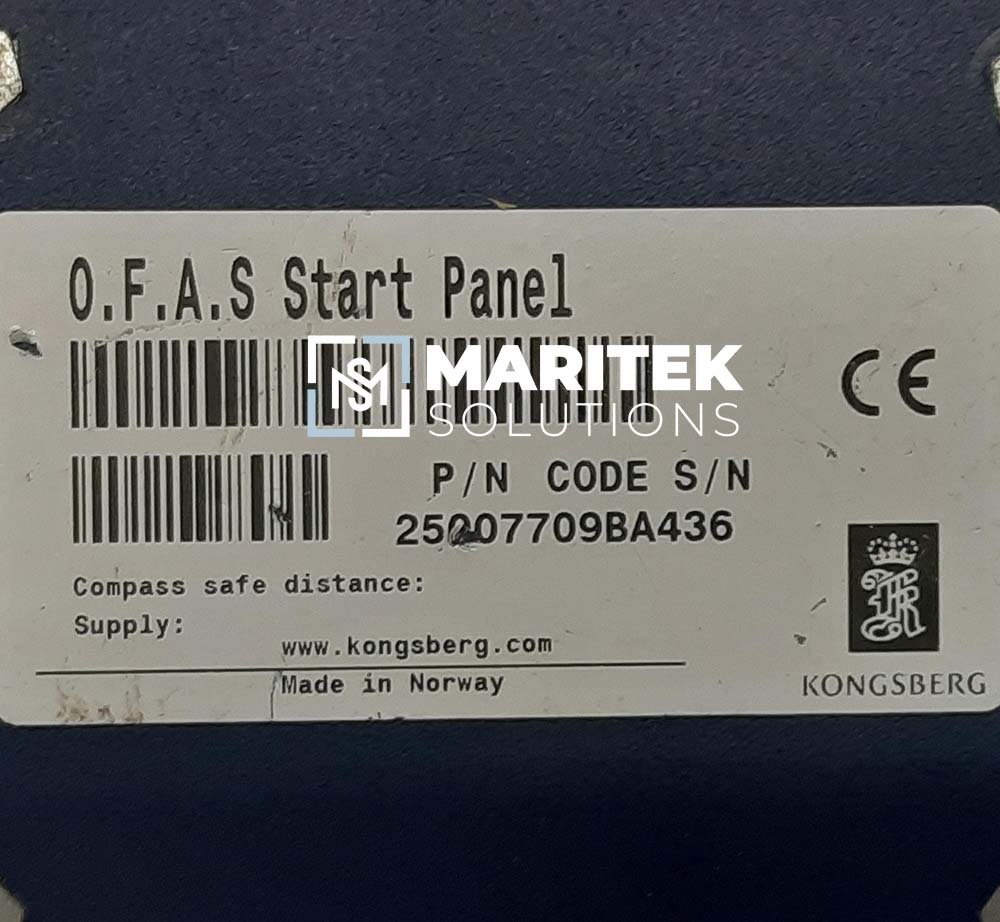 O.F.A.S Start Panel
MARITEK
SOLUTIONS
CE
P/N CODE S/N
25007709BA436
Compass safe distance:
Supply:
www.kongsberg.com
Made in Norway
KONGSBERG